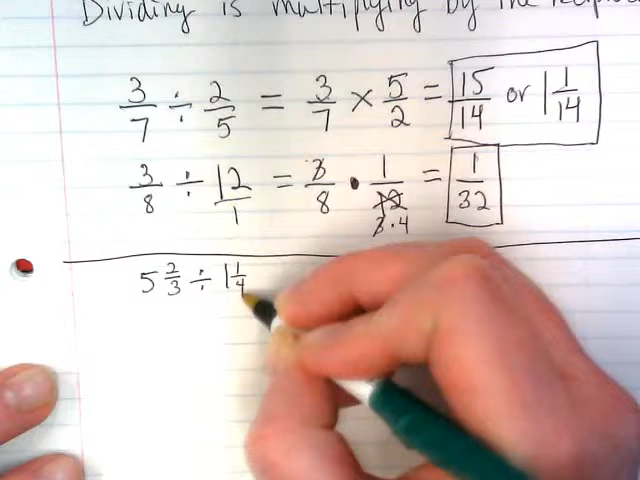 Dividing is multiplying by the
3/7 ÷ 2/5 = 3/7 × 5/2 = 15/14 or 1 1/14
3/8 ÷ 12/1 = 3/8 · 1/12 = 1/32
3·4
5 2/3 ÷ 1 1/4